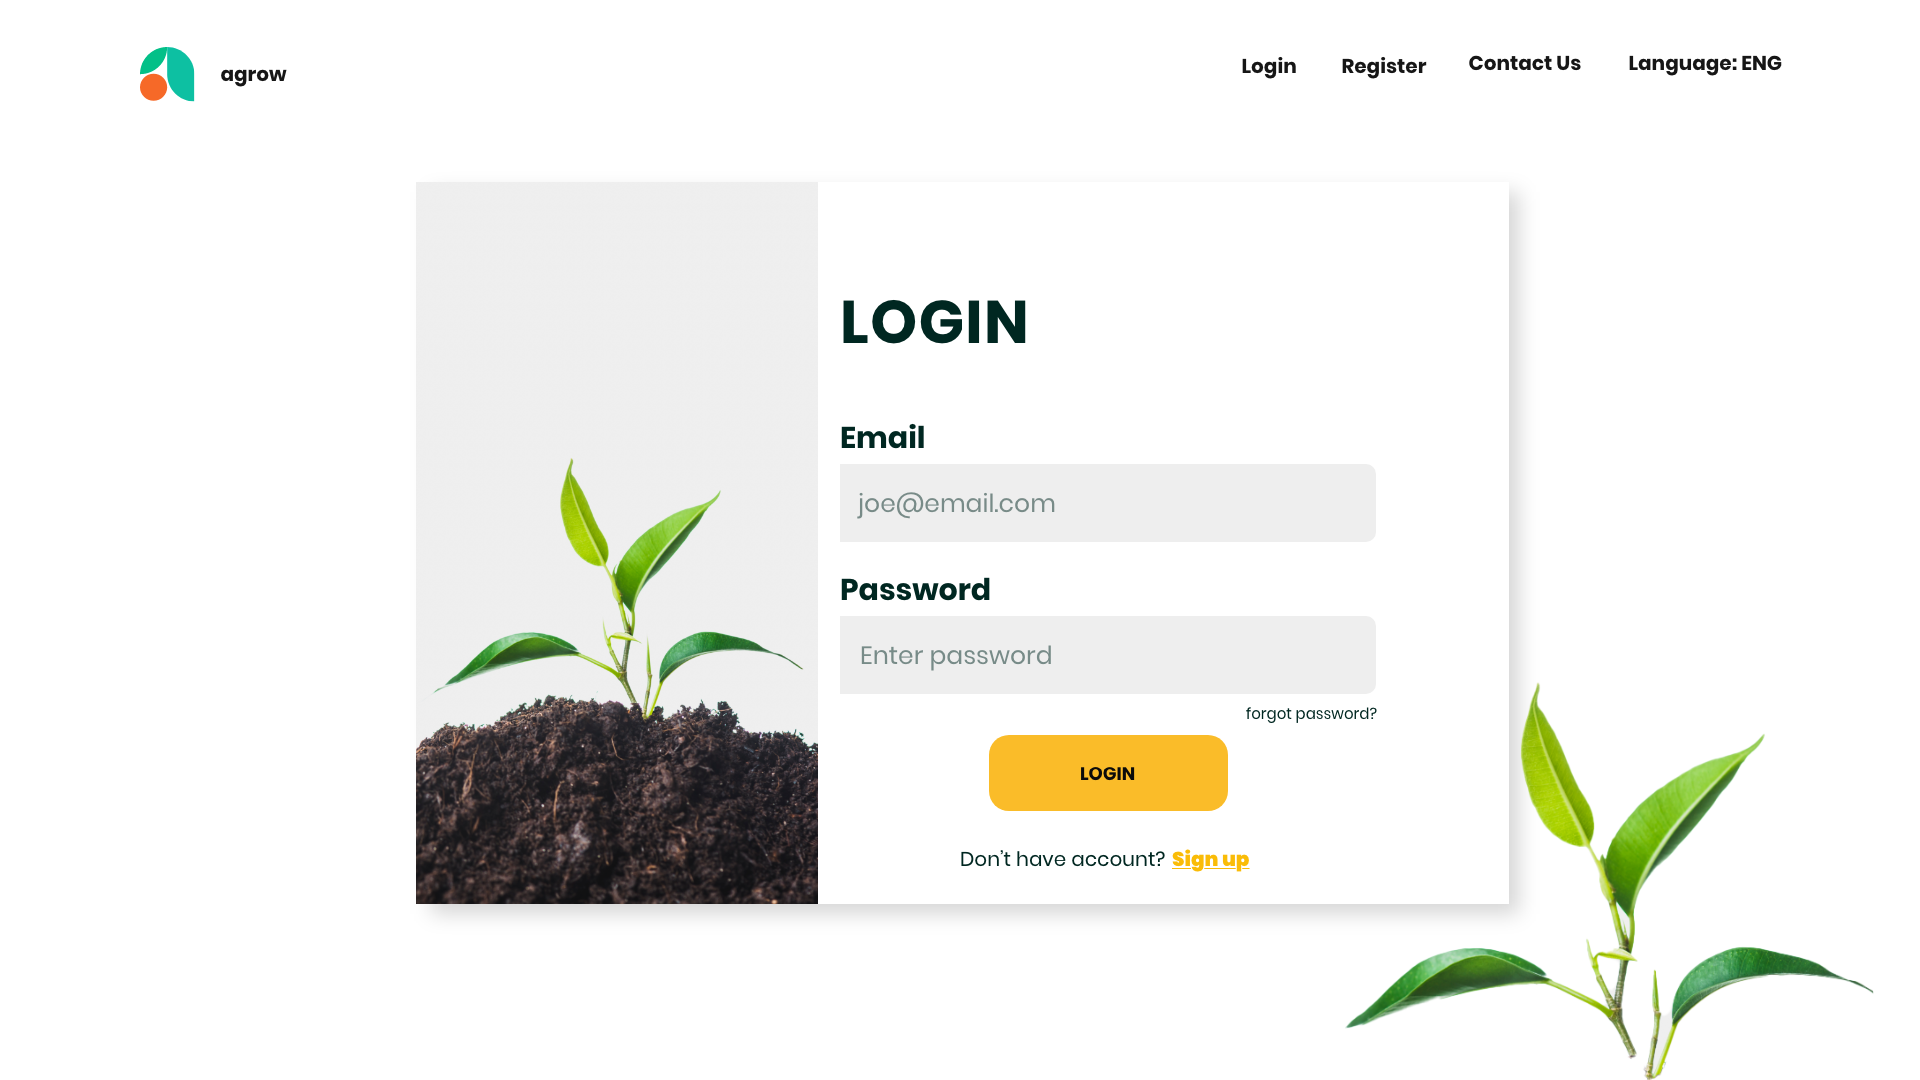 agrow
Login Register Contact Us Language: ENG
LOGIN
Email
joe@email.com
Password
Enter password
forgot password?
LOGIN
Don't have account? Sign up